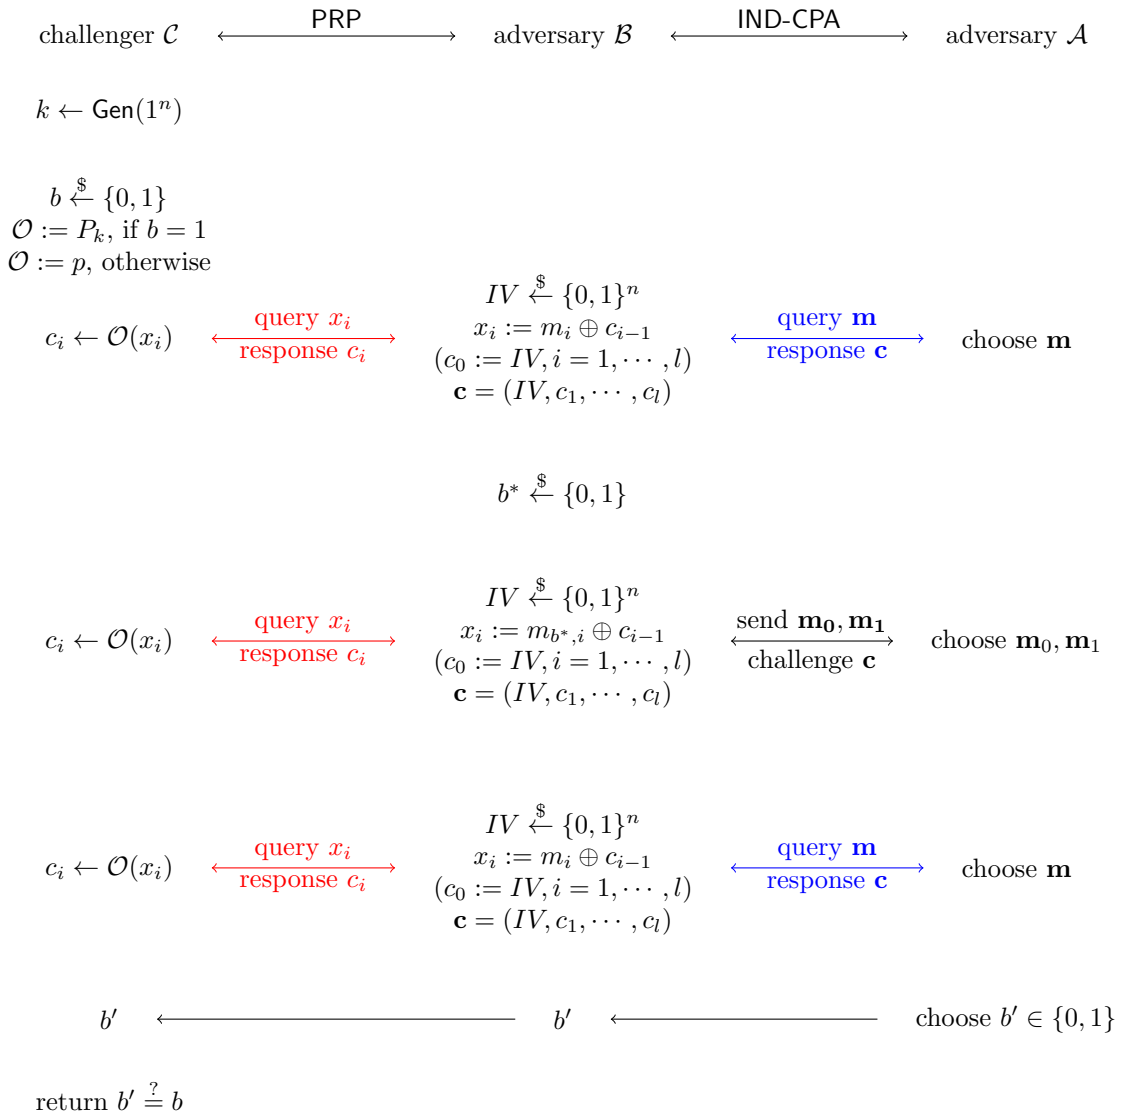 challenger 𝒞 PRP adversary ℬ IND-CPA adversary 𝒜
k ← Gen(1ⁿ)
b ←$ {0, 1}
𝒪 := P_k, if b = 1
𝒪 := p, otherwise
IV ←$ {0, 1}ⁿ
c_i ← 𝒪(x_i) query x_i x_i := m_i ⊕ c_{i−1} query **m** choose **m**
response c_i (c_0 := IV, i = 1, ⋯ , l) response **c**
**c** = (IV, c_1, ⋯ , c_l)
b* ←$ {0, 1}
IV ←$ {0, 1}ⁿ
c_i ← 𝒪(x_i) query x_i x_i := m_{b*,i} ⊕ c_{i−1} send **m_0**, **m_1** choose **m**_0, **m**_1
response c_i (c_0 := IV, i = 1, ⋯ , l) challenge **c**
**c** = (IV, c_1, ⋯ , c_l)
IV ←$ {0, 1}ⁿ
c_i ← 𝒪(x_i) query x_i x_i := m_i ⊕ c_{i−1} query **m** choose **m**
response c_i (c_0 := IV, i = 1, ⋯ , l) response **c**
**c** = (IV, c_1, ⋯ , c_l)
b′ b′ choose b′ ∈ {0, 1}
return b′ ≟ b